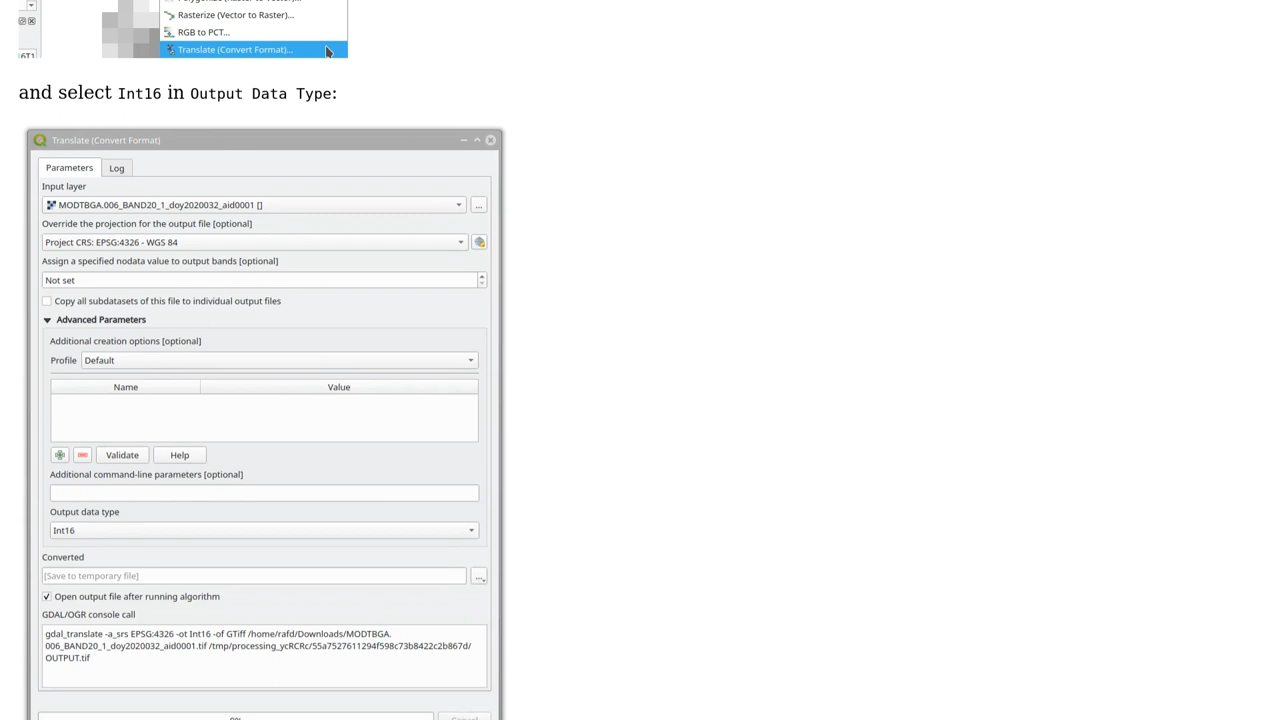 Rasterize (Vector to Raster)...
RGB to PCT...
Translate (Convert Format)...
and select Int16 in Output Data Type:
Translate (Convert Format)
Parameters
Log
Input layer
MODTBGA.006_BAND20_1_doy2020032_aid0001 []
...
Override the projection for the output file [optional]
Project CRS: EPSG:4326 - WGS 84
Assign a specified nodata value to output bands [optional]
Not set
Copy all subdatasets of this file to individual output files
Advanced Parameters
Additional creation options [optional]
Profile Default
Name Value
Validate Help
Additional command-line parameters [optional]
Output data type
Int16
Converted
[Save to temporary file]
...
Open output file after running algorithm
GDAL/OGR console call
gdal_translate -a_srs EPSG:4326 -ot Int16 -of GTiff /home/rafd/Downloads/MODTBGA.
006_BAND20_1_doy2020032_aid0001.tif /tmp/processing_ycRCRc/55a7527611294f598c73b8422c2b867d/
OUTPUT.tif